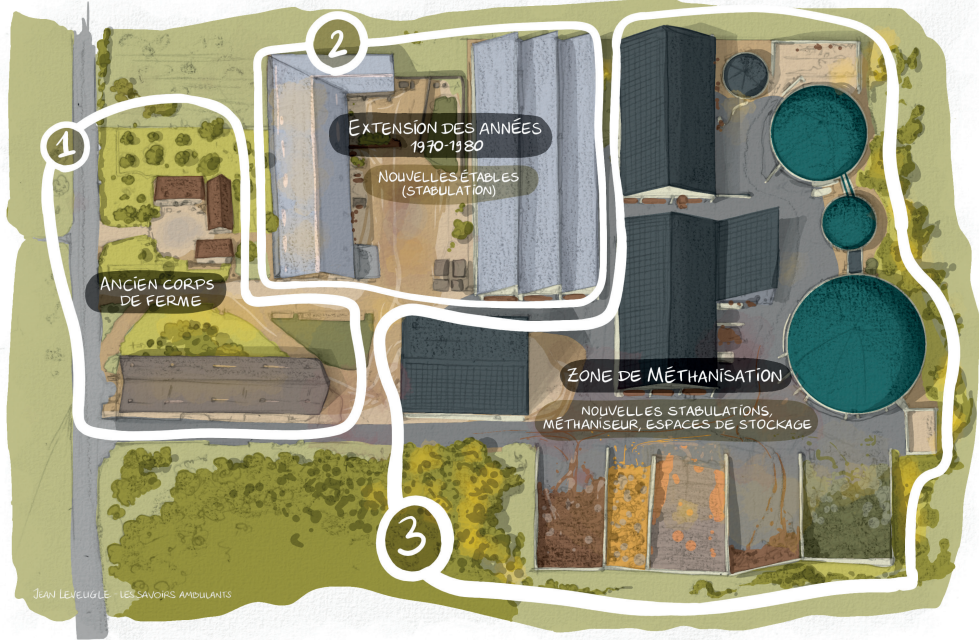 2
1
EXTENSION DES ANNÉES
1970-1980
NOUVELLES ÉTABLES
(STABULATION)
ANCIEN CORPS
DE FERME
ZONE DE MÉTHANISATION
NOUVELLES STABULATIONS,
MÉTHANISEUR, ESPACES DE STOCKAGE
3
JEAN LEVEUGLE - LES SAVOIRS AMBULANTS